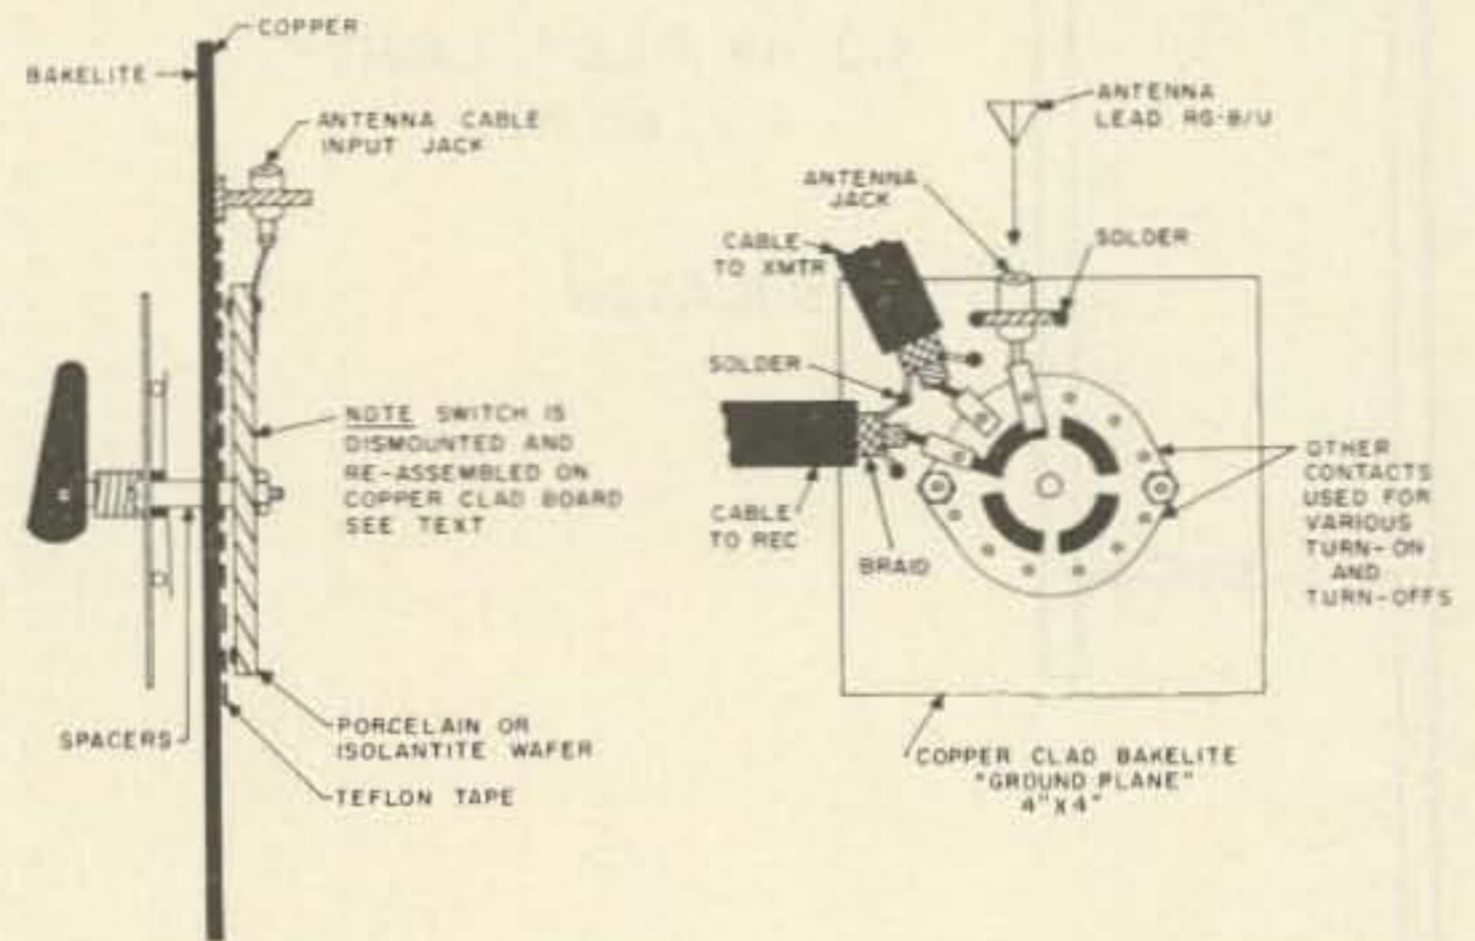 COPPER
BAKELITE
ANTENNA CABLE
INPUT JACK
NOTE SWITCH IS
DISMOUNTED AND
RE-ASSEMBLED ON
COPPER CLAD BOARD
SEE TEXT
SPACERS
PORCELAIN OR
ISOLANTITE WAFER
TEFLON TAPE
ANTENNA
LEAD RG-8/U
ANTENNA
JACK
CABLE
TO XMTR
SOLDER
SOLDER
CABLE
TO REC
BRAID
OTHER
CONTACTS
USED FOR
VARIOUS
TURN-ON
AND
TURN-OFFS
COPPER CLAD BAKELITE
"GROUND PLANE"
4"X4"